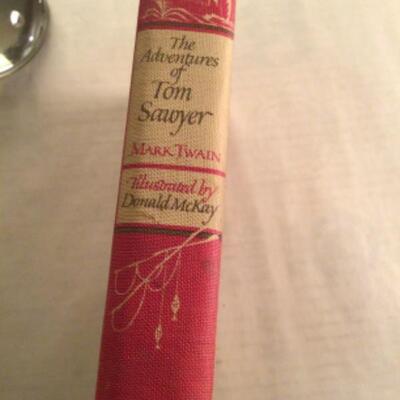 The
Adventures
of
Tom
Sawyer
MARK TWAIN
Illustrated by
Donald McKay